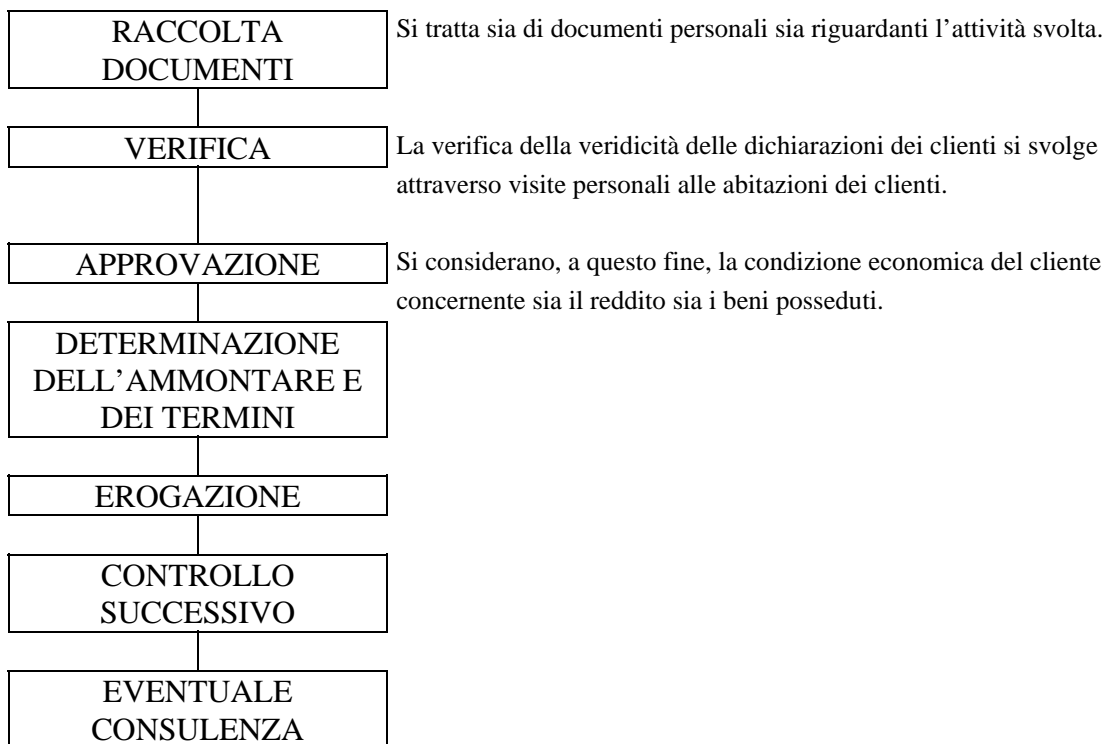 RACCOLTA
DOCUMENTI
Si tratta sia di documenti personali sia riguardanti l'attività svolta.
VERIFICA
La verifica della veridicità delle dichiarazioni dei clienti si svolge
attraverso visite personali alle abitazioni dei clienti.
APPROVAZIONE
Si considerano, a questo fine, la condizione economica del cliente
concernente sia il reddito sia i beni posseduti.
DETERMINAZIONE
DELL'AMMONTARE E
DEI TERMINI
EROGAZIONE
CONTROLLO
SUCCESSIVO
EVENTUALE
CONSULENZA